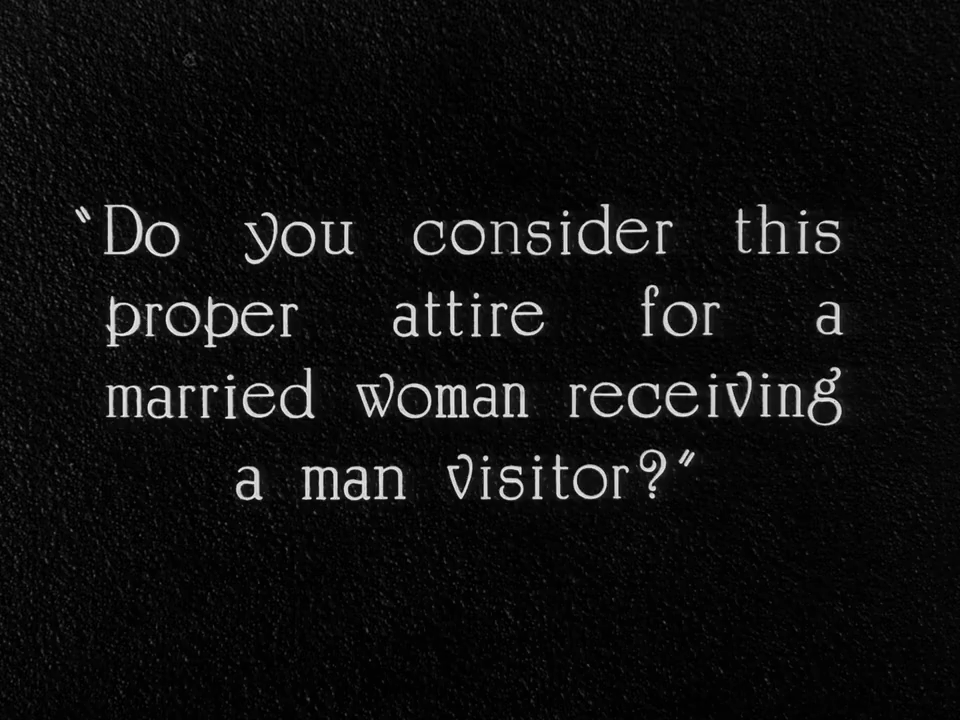 "Do you consider this
proper attire for a
married woman receiving
a man visitor?"